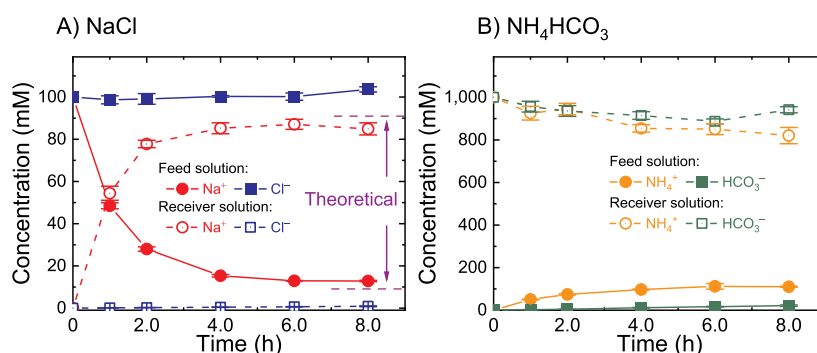 A) NaCl
Concentration (mM)
100
80
60
40
20
0
Feed solution:
Na⁺ Cl⁻
Receiver solution:
Na⁺ Cl⁻
Theoretical
0 2.0 4.0 6.0 8.0
Time (h)
B) NH₄HCO₃
Concentration (mM)
1,000
800
600
400
200
0
Feed solution:
NH₄⁺ HCO₃⁻
Receiver solution:
NH₄⁺ HCO₃⁻
0 2.0 4.0 6.0 8.0
Time (h)